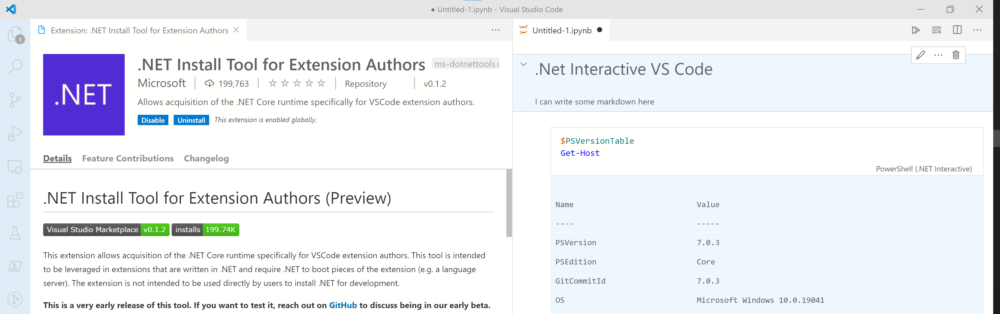 ● Untitled-1.ipynb - Visual Studio Code
1
Extension: .NET Install Tool for Extension Authors
.NET
.NET Install Tool for Extension Authors
ms-dotnettools.v
Microsoft
199,763
Repository
v0.1.2
Allows acquisition of the .NET Core runtime specifically for VSCode extension authors.
Disable
Uninstall
This extension is enabled globally.
Details
Feature Contributions
Changelog
.NET Install Tool for Extension Authors (Preview)
Visual Studio Marketplace v0.1.2
installs 199.74K
This extension allows acquisition of the .NET Core runtime specifically for VSCode extension authors. This tool is intended
to be leveraged in extensions that are written in .NET and require .NET to boot pieces of the extension (e.g. a language
server). The extension is not intended to be used directly by users to install .NET for development.
This is a very early release of this tool. If you want to test it, reach out on GitHub to discuss being in our early beta.
Untitled-1.ipynb ●
.Net Interactive VS Code
I can write some markdown here
$PSVersionTable
Get-Host
PowerShell (.NET Interactive)
Name Value
---- -----
PSVersion 7.0.3
PSEdition Core
GitCommitId 7.0.3
OS Microsoft Windows 10.0.19041